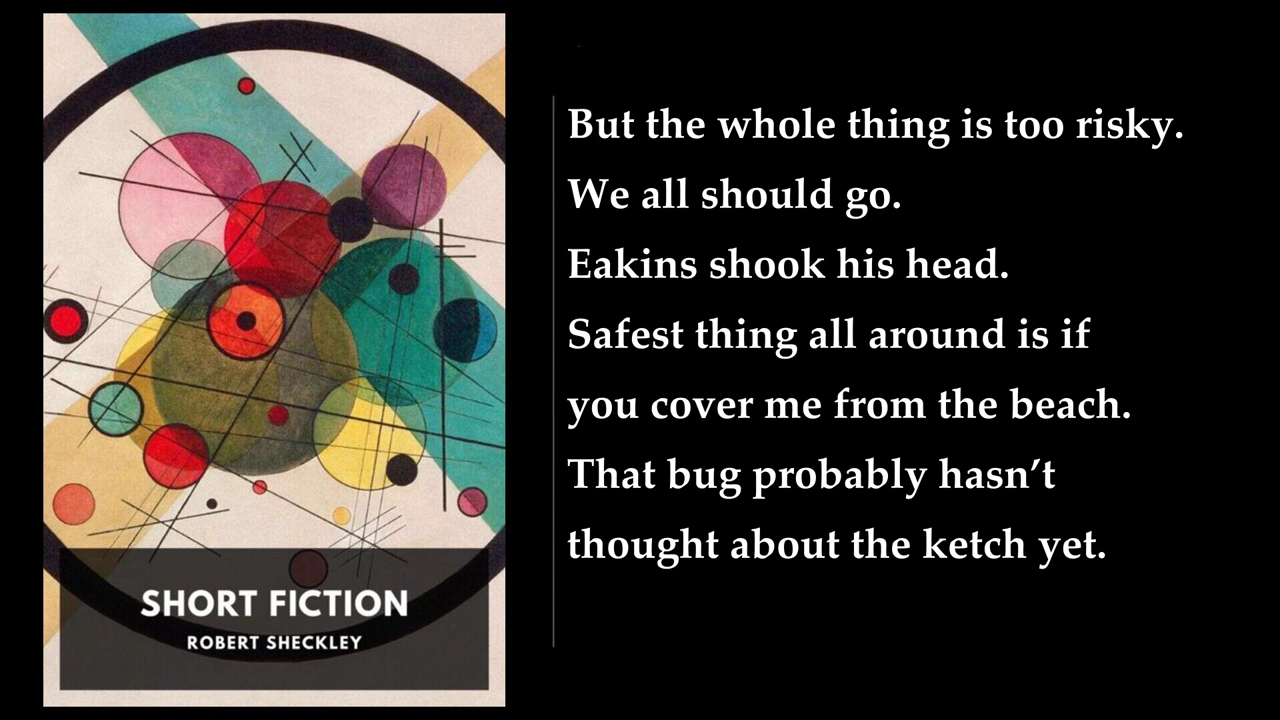 SHORT FICTION
ROBERT SHECKLEY
But the whole thing is too risky.
We all should go.
Eakins shook his head.
Safest thing all around is if
you cover me from the beach.
That bug probably hasn’t
thought about the ketch yet.